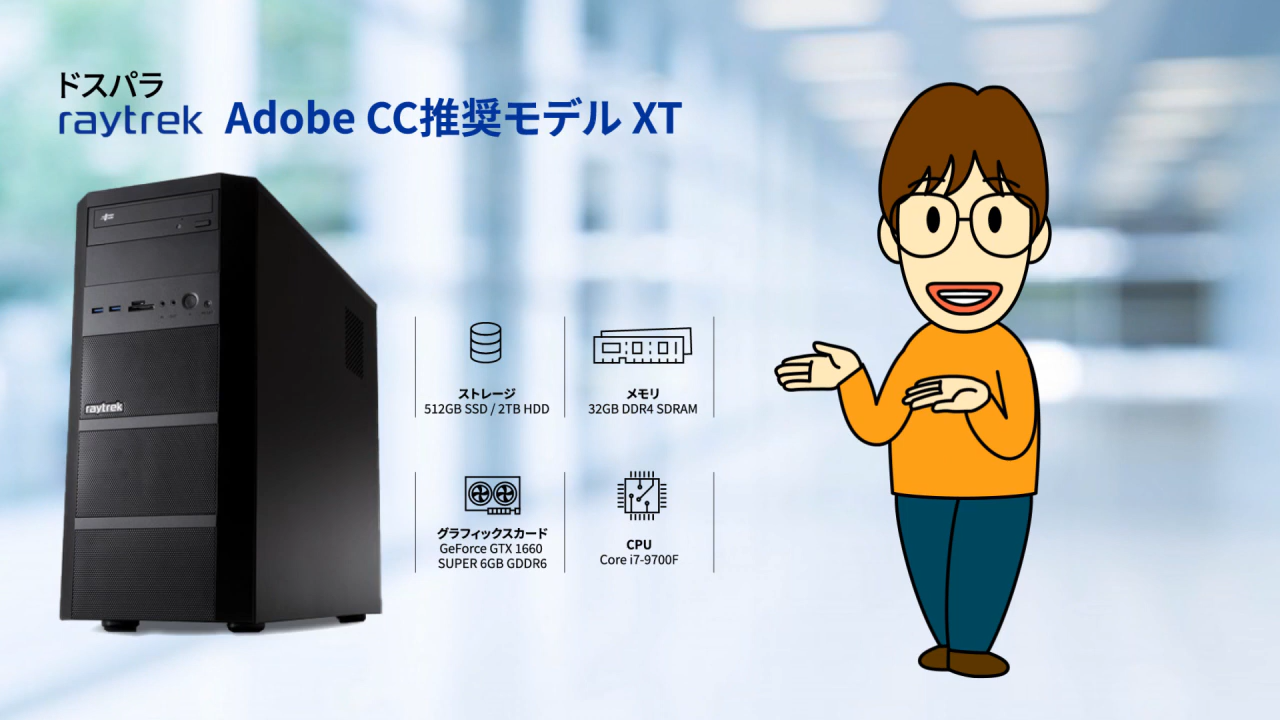 ドスパラ
raytrek Adobe CC推奨モデル XT
raytrek
ストレージ
512GB SSD / 2TB HDD
メモリ
32GB DDR4 SDRAM
グラフィックスカード
GeForce GTX 1660
SUPER 6GB GDDR6
CPU
Core i7-9700F